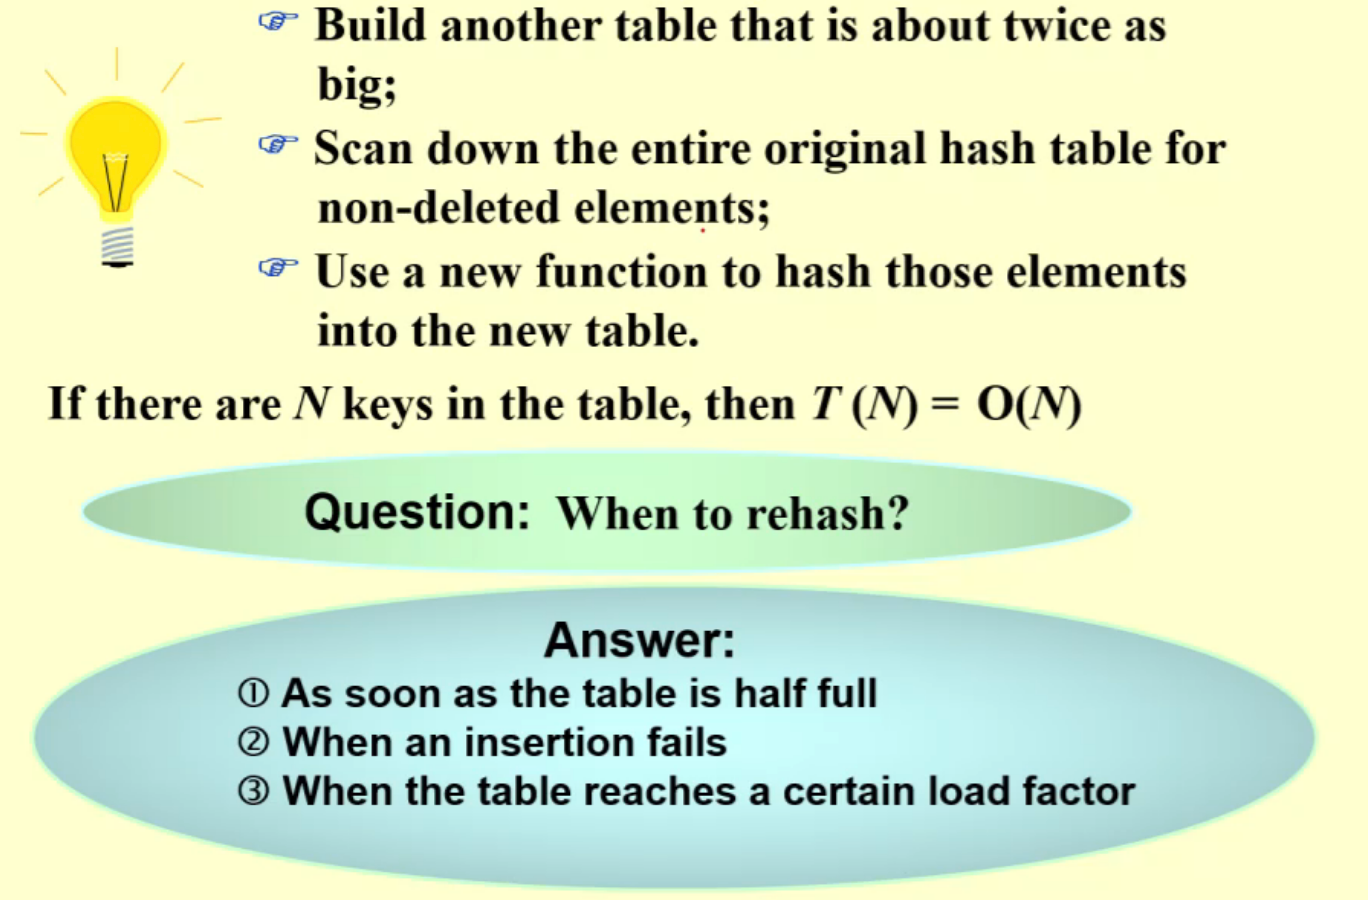 ☞ Build another table that is about twice as
big;
☞ Scan down the entire original hash table for
non-deleted elements;
☞ Use a new function to hash those elements
into the new table.
If there are N keys in the table, then T (N) = O(N)
Question: When to rehash?
Answer:
① As soon as the table is half full
② When an insertion fails
③ When the table reaches a certain load factor